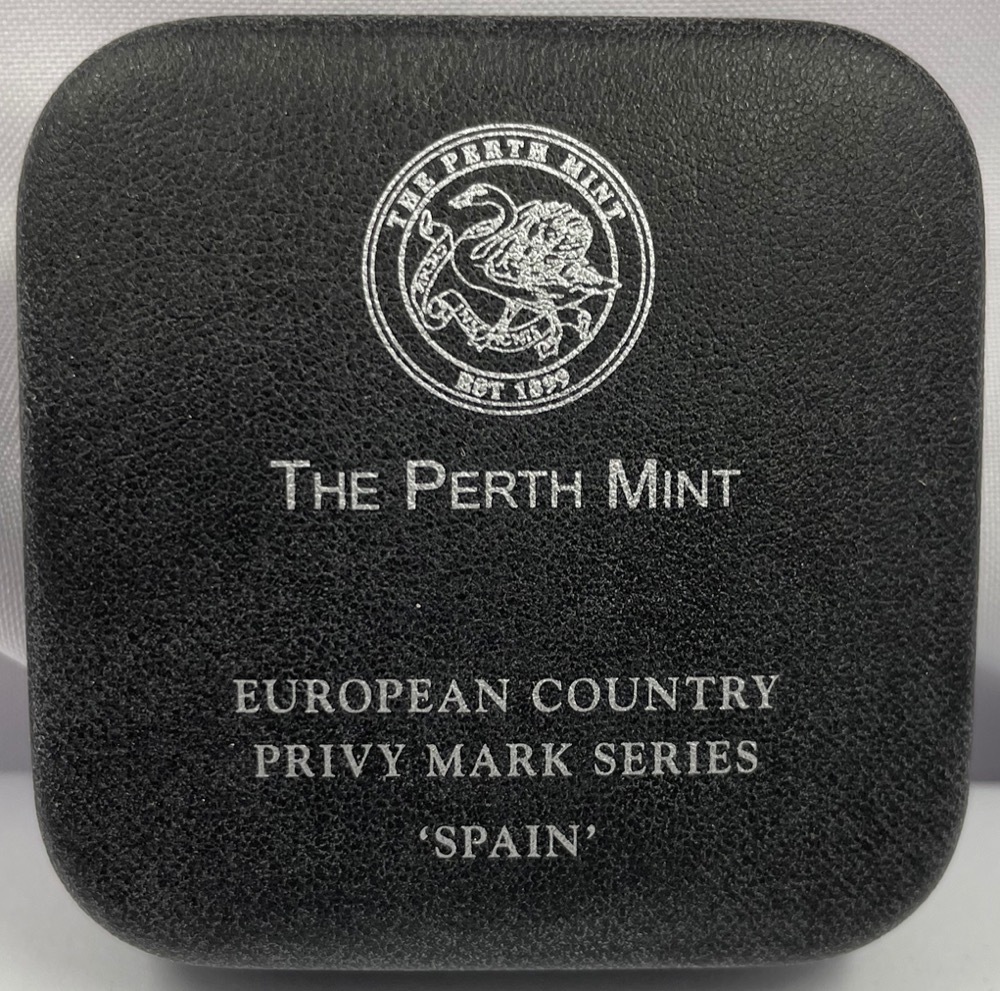 THE PERTH MINT
EST 1899
THE PERTH MINT
EUROPEAN COUNTRY
PRIVY MARK SERIES
‘SPAIN’